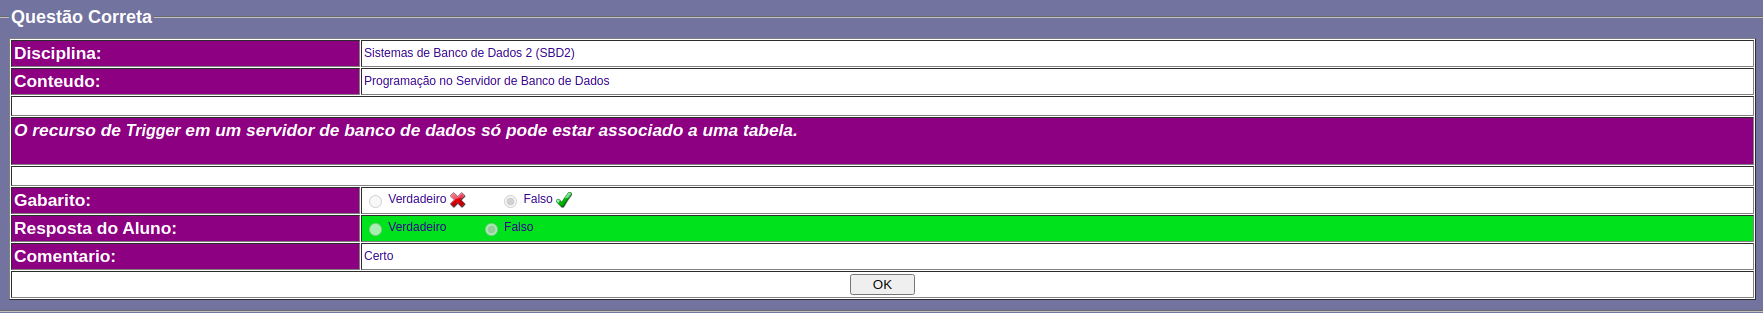 Questão Correta
Disciplina: Sistemas de Banco de Dados 2 (SBD2)
Conteudo: Programação no Servidor de Banco de Dados
O recurso de Trigger em um servidor de banco de dados só pode estar associado a uma tabela.
Gabarito: Verdadeiro Falso
Resposta do Aluno: Verdadeiro Falso
Comentario: Certo
OK